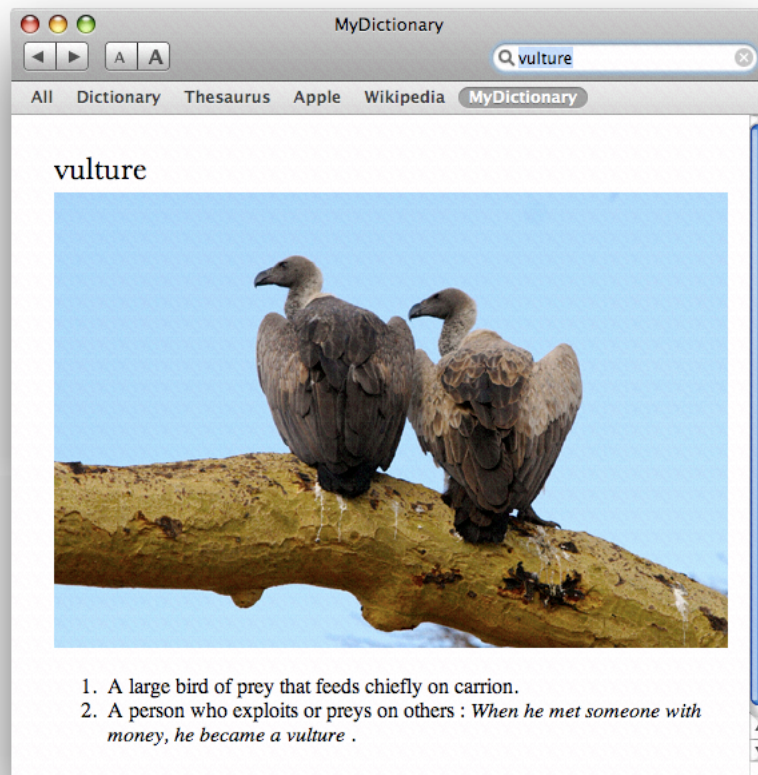 MyDictionary
A A vulture
All Dictionary Thesaurus Apple Wikipedia MyDictionary
vulture
1. A large bird of prey that feeds chiefly on carrion.
2. A person who exploits or preys on others : When he met someone with
money, he became a vulture .